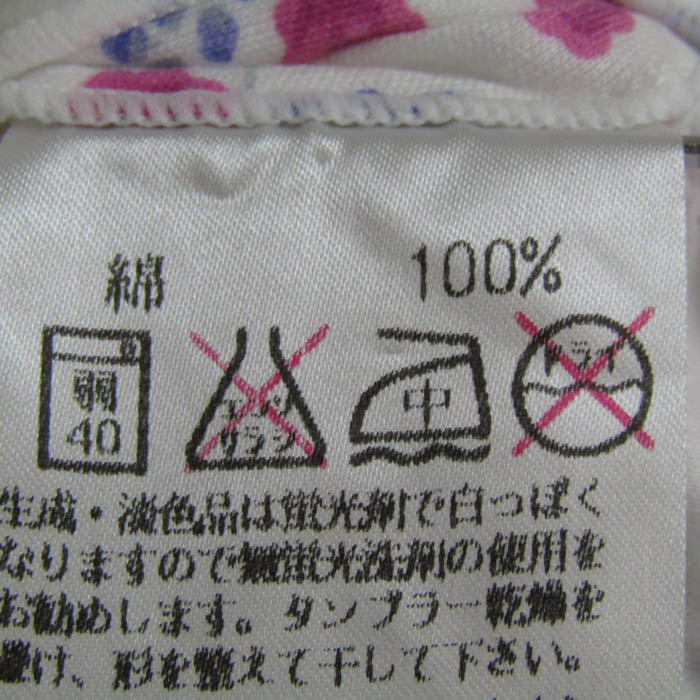 綿 100%
弱 40 エンソ サラシ 中 ドライ
生成・淡色品は蛍光剤で白っぽく
なりますので無蛍光洗剤の使用を
お勧めします。タンブラー乾燥を
避け、形を整えて干して下さい。